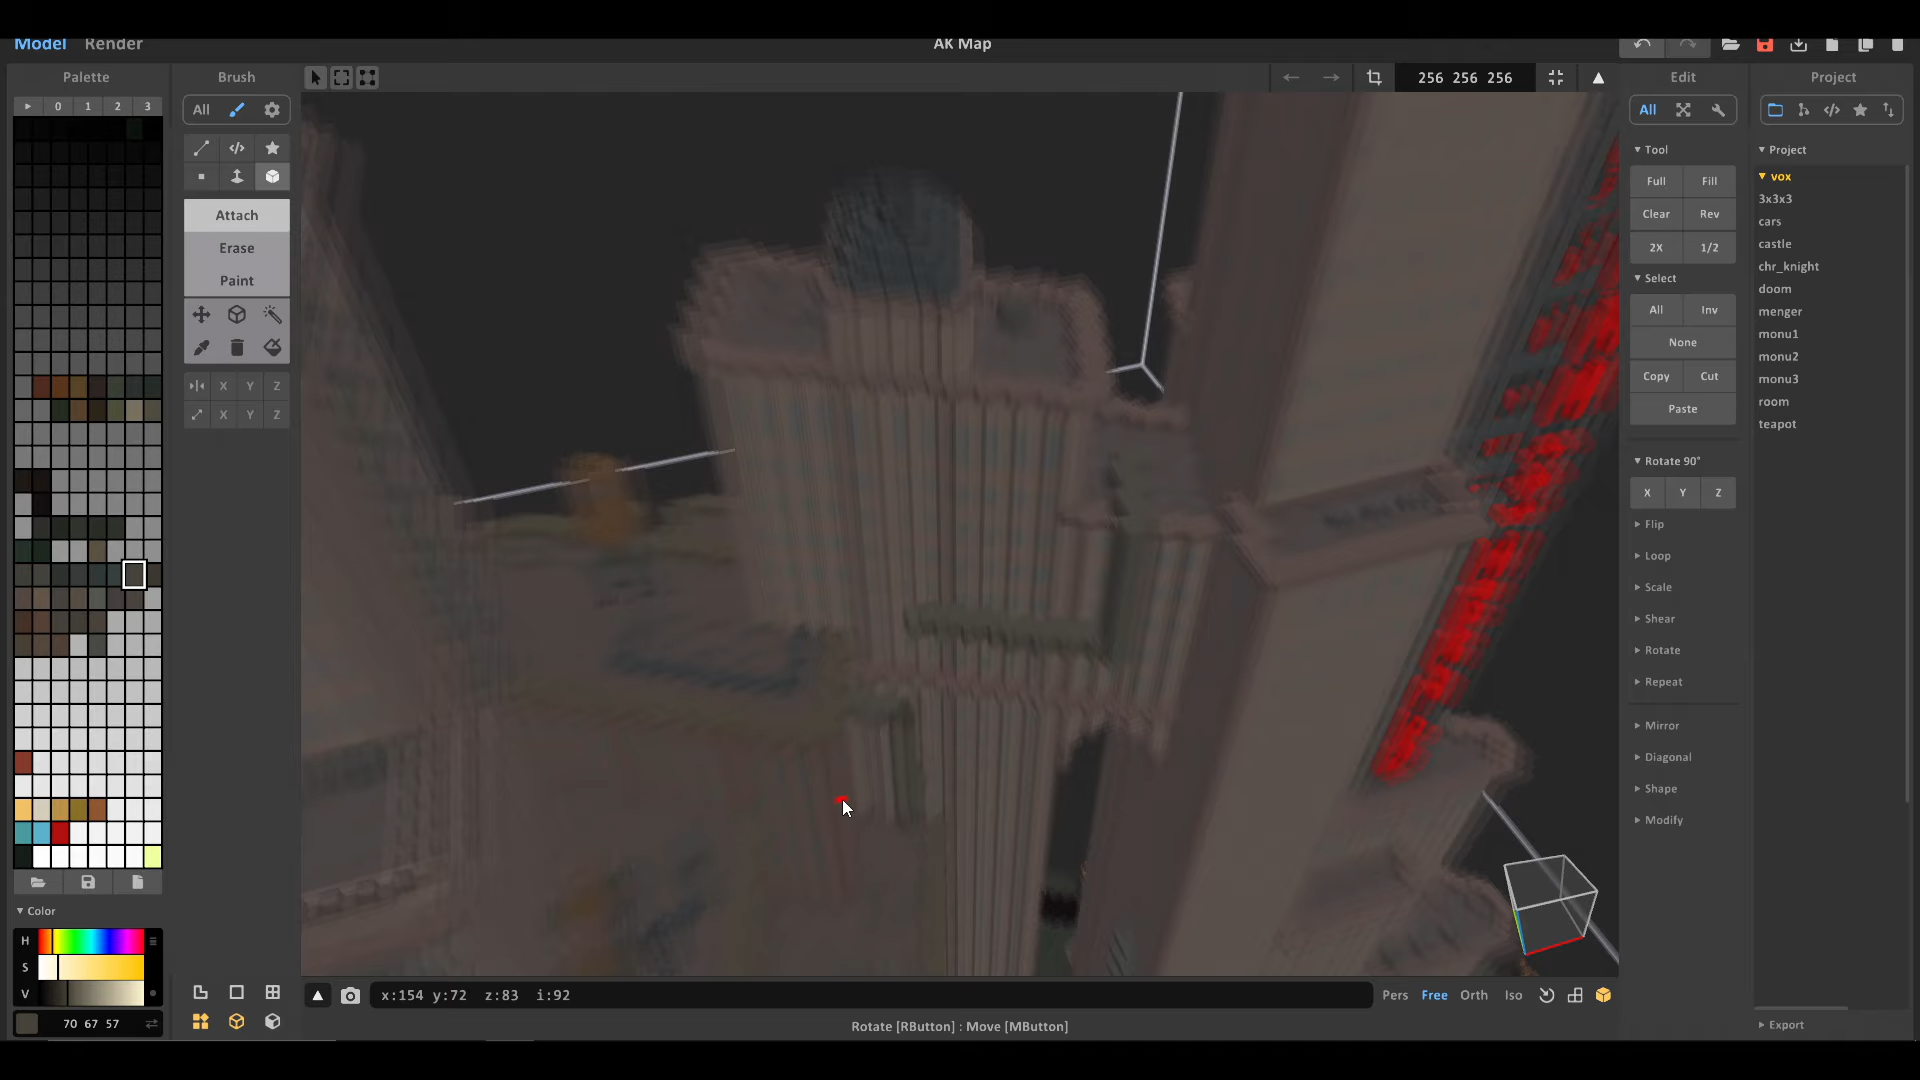 Model Render
AK Map
Palette
Brush
256 256 256
Edit
Project
0 1 2 3
All
All
Project
Tool
vox
Full Fill
3x3x3
Clear Rev
cars
2X 1/2
castle
Select
chr_knight
All Inv
doom
None
menger
Copy Cut
monu1
Paste
monu2
monu3
room
teapot
Attach
Erase
Paint
X Y Z
X Y Z
Rotate 90°
X Y Z
Flip
Loop
Scale
Shear
Rotate
Repeat
Mirror
Diagonal
Shape
Modify
Color
H
S
V
70 67 57
x:154 y:72 z:83 i:92
Pers Free Orth Iso
Rotate [RButton] : Move [MButton]
Export